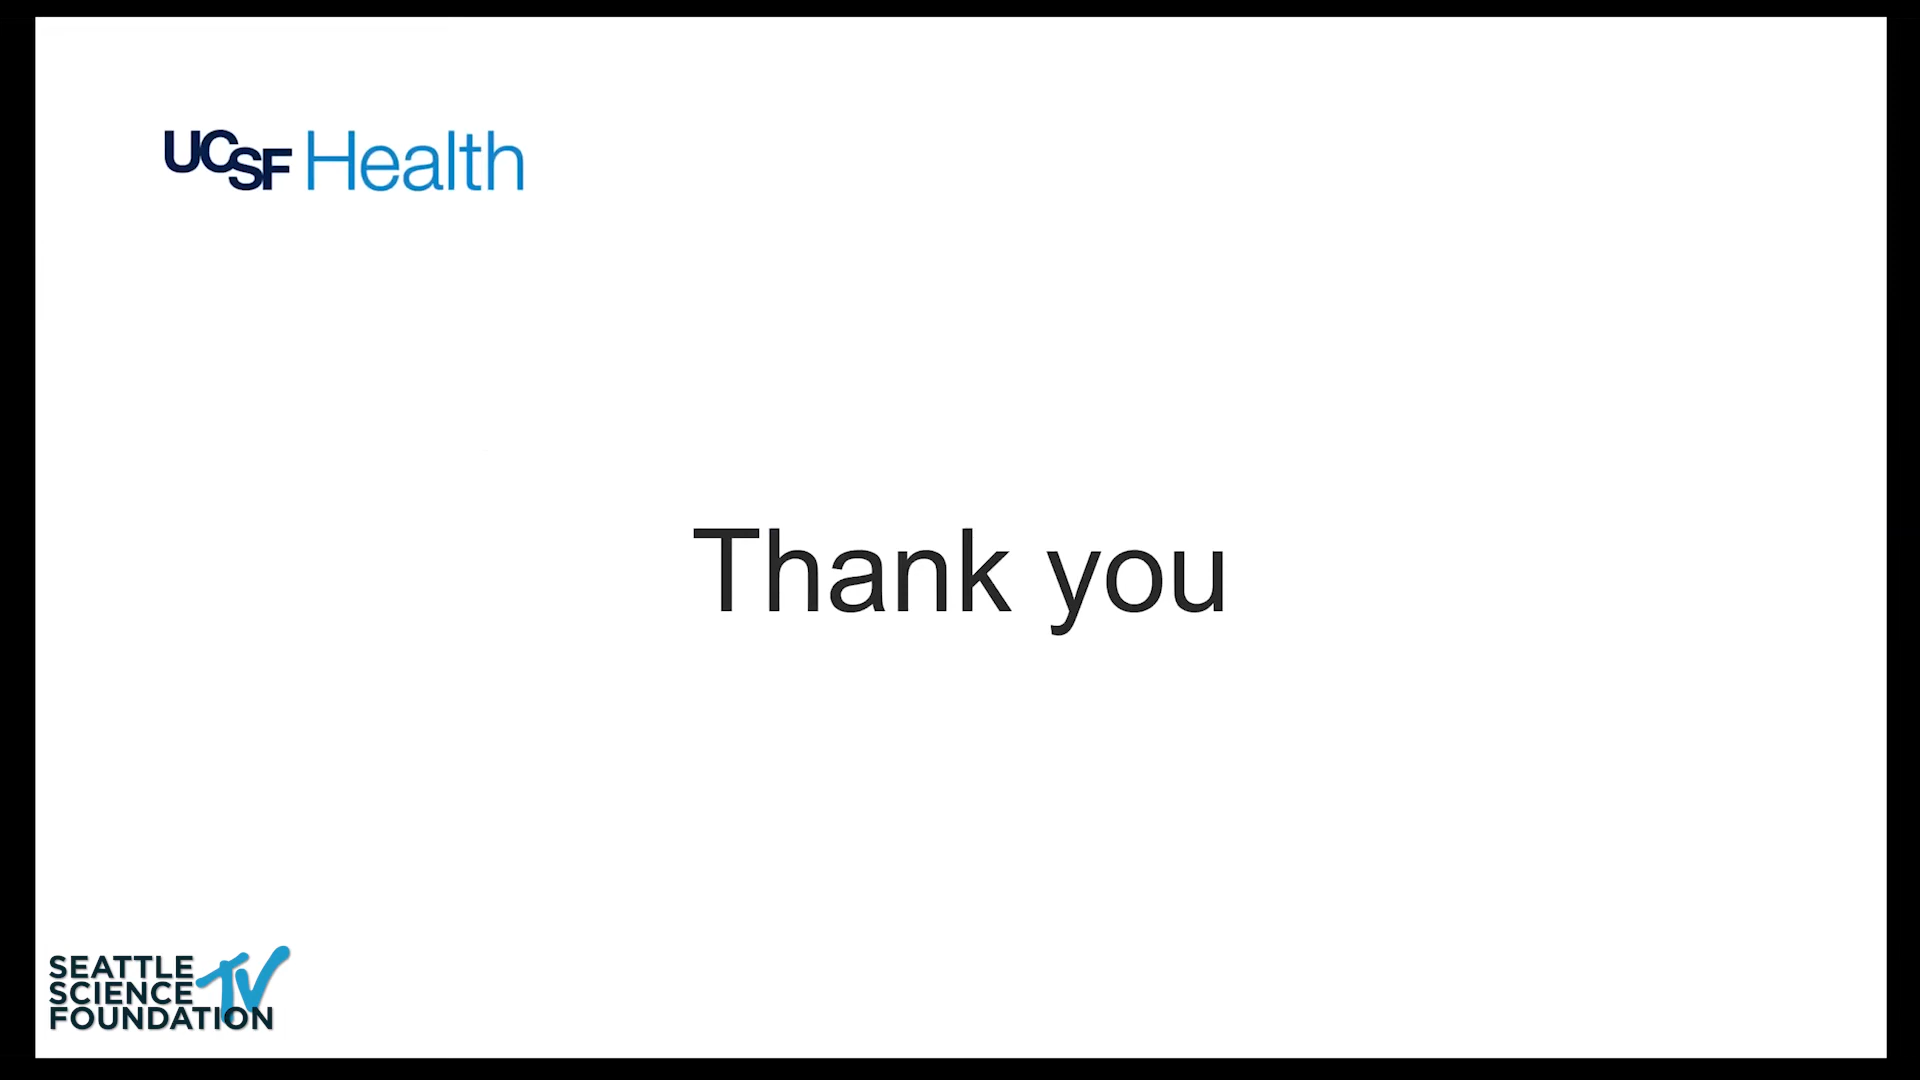 UCSF Health
Thank you
SEATTLE
SCIENCE TV
FOUNDATION